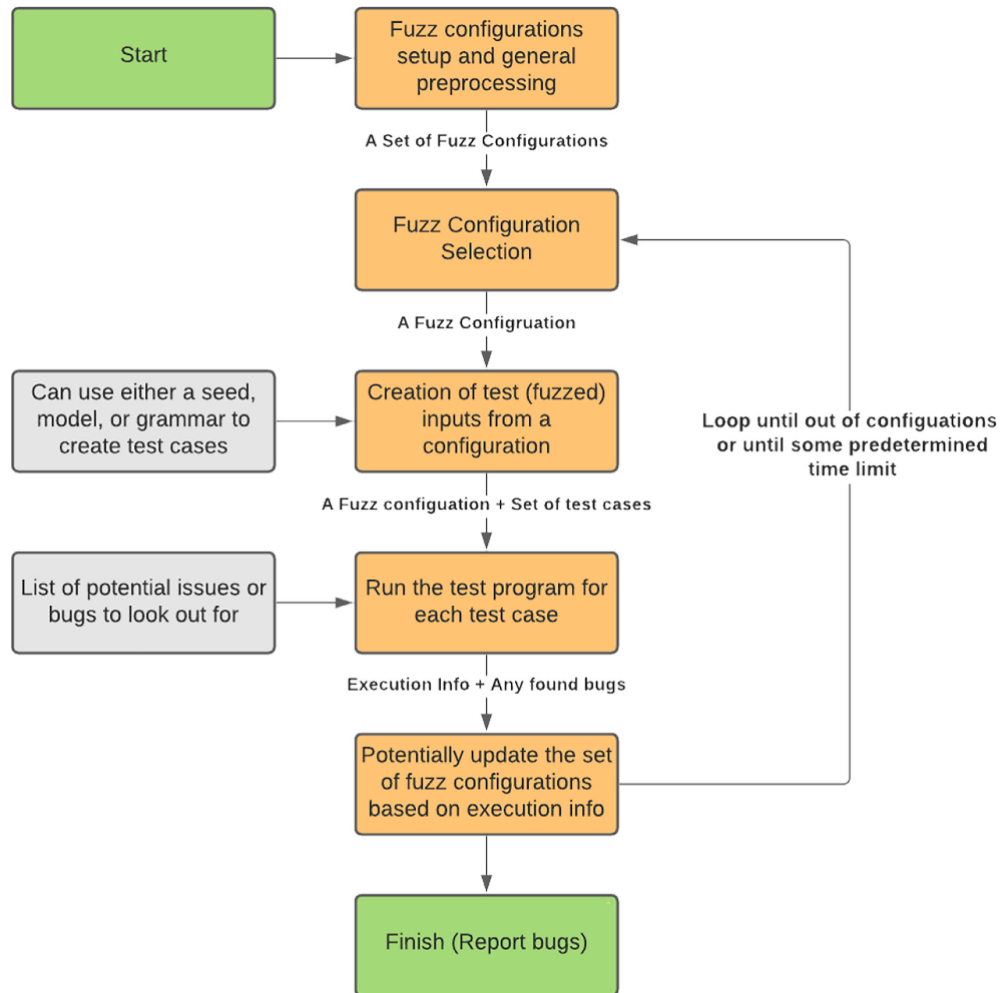 Start
Fuzz configurations
setup and general
preprocessing
A Set of Fuzz Configurations
Fuzz Configuration
Selection
A Fuzz Configruation
Can use either a seed,
model, or grammar to
create test cases
Creation of test (fuzzed)
inputs from a
configuration
Loop until out of configuations
or until some predetermined
time limit
A Fuzz configuation + Set of test cases
List of potential issues or
bugs to look out for
Run the test program for
each test case
Execution Info + Any found bugs
Potentially update the set
of fuzz configurations
based on execution info
Finish (Report bugs)